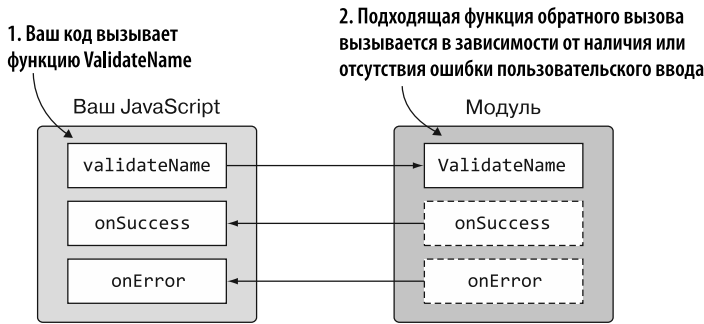 1. Ваш код вызывает
функцию ValidateName
2. Подходящая функция обратного вызова
вызывается в зависимости от наличия или
отсутствия ошибки пользовательского ввода
Ваш JavaScript
Модуль
validateName
ValidateName
onSuccess
onSuccess
onError
onError